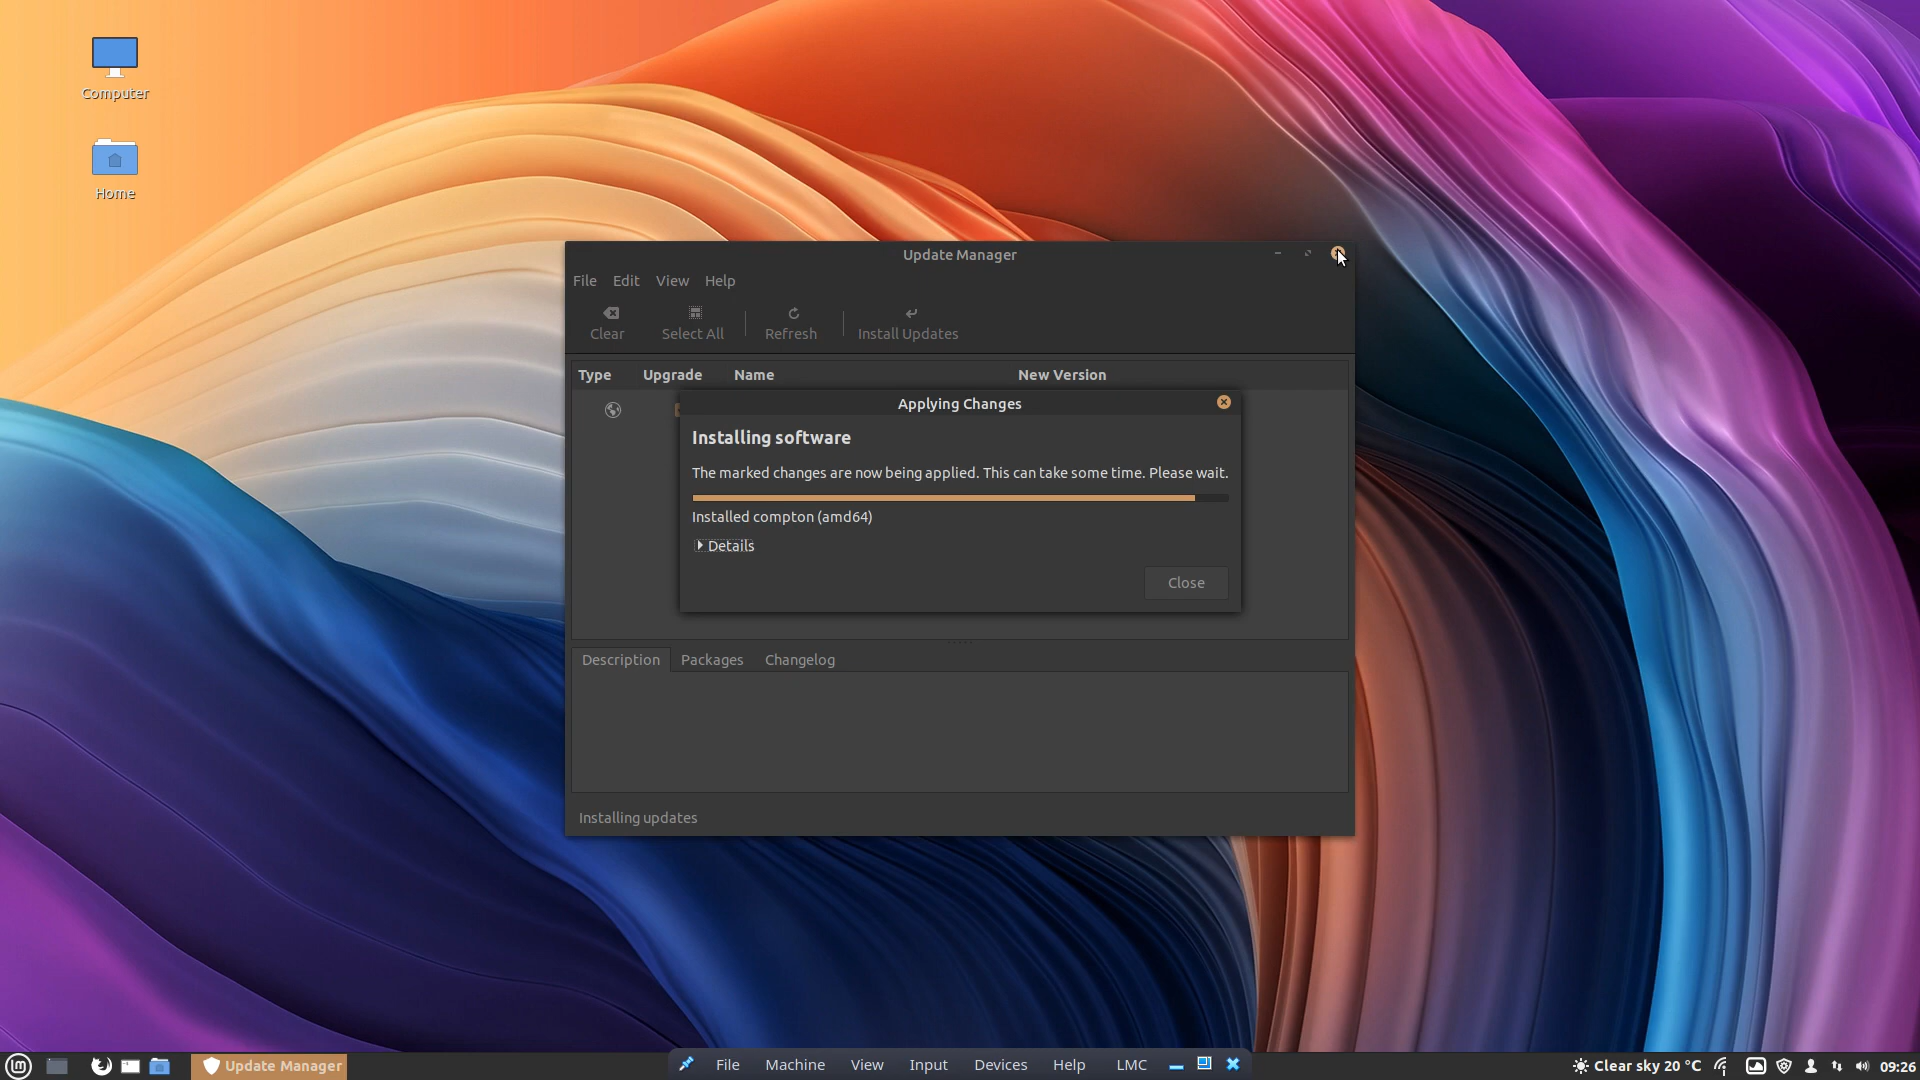 Computer
Home
Update Manager
File Edit View Help
Clear Select All Refresh Install Updates
Type Upgrade Name New Version
Applying Changes
Installing software
The marked changes are now being applied. This can take some time. Please wait.
Installed compton (amd64)
Details
Close
Description Packages Changelog
Installing updates
Update Manager
File Machine View Input Devices Help LMC
Clear sky 20 °C
09:26